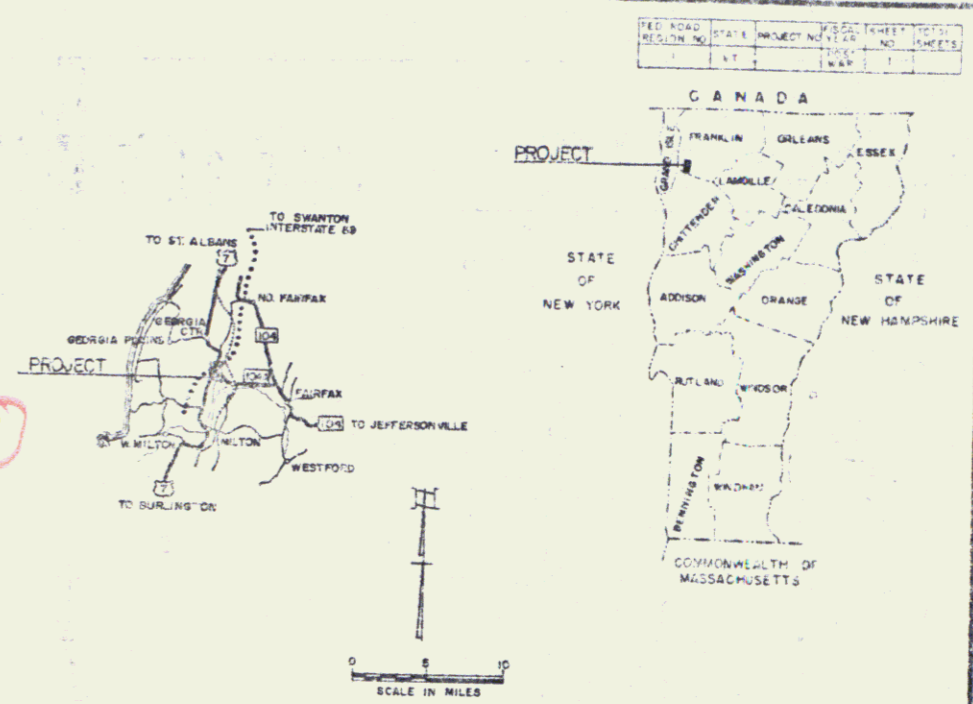 FED. ROAD REGION NO. STATE PROJECT NO FISCAL YEAR SHEET NO. TOTAL SHEETS
1 VT. 1
CANADA
GRAND ISLE
FRANKLIN
ORLEANS
ESSEX
PROJECT
LAMOILLE
CALEDONIA
CHITTENDEN
WASHINGTON
STATE
OF
NEW YORK
ADDISON
ORANGE
STATE
OF
NEW HAMPSHIRE
RUTLAND
WINDSOR
BENNINGTON
WINDHAM
COMMONWEALTH OF
MASSACHUSETTS
TO SWANTON
INTERSTATE 89
TO ST. ALBANS
7
NO. FAIRFAX
GEORGIA
CTR.
GEORGIA PLAINS
104
PROJECT
FAIRFAX
104 TO JEFFERSONVILLE
W. MILTON
MILTON
WESTFORD
7
TO BURLINGTON
0 5 10
SCALE IN MILES